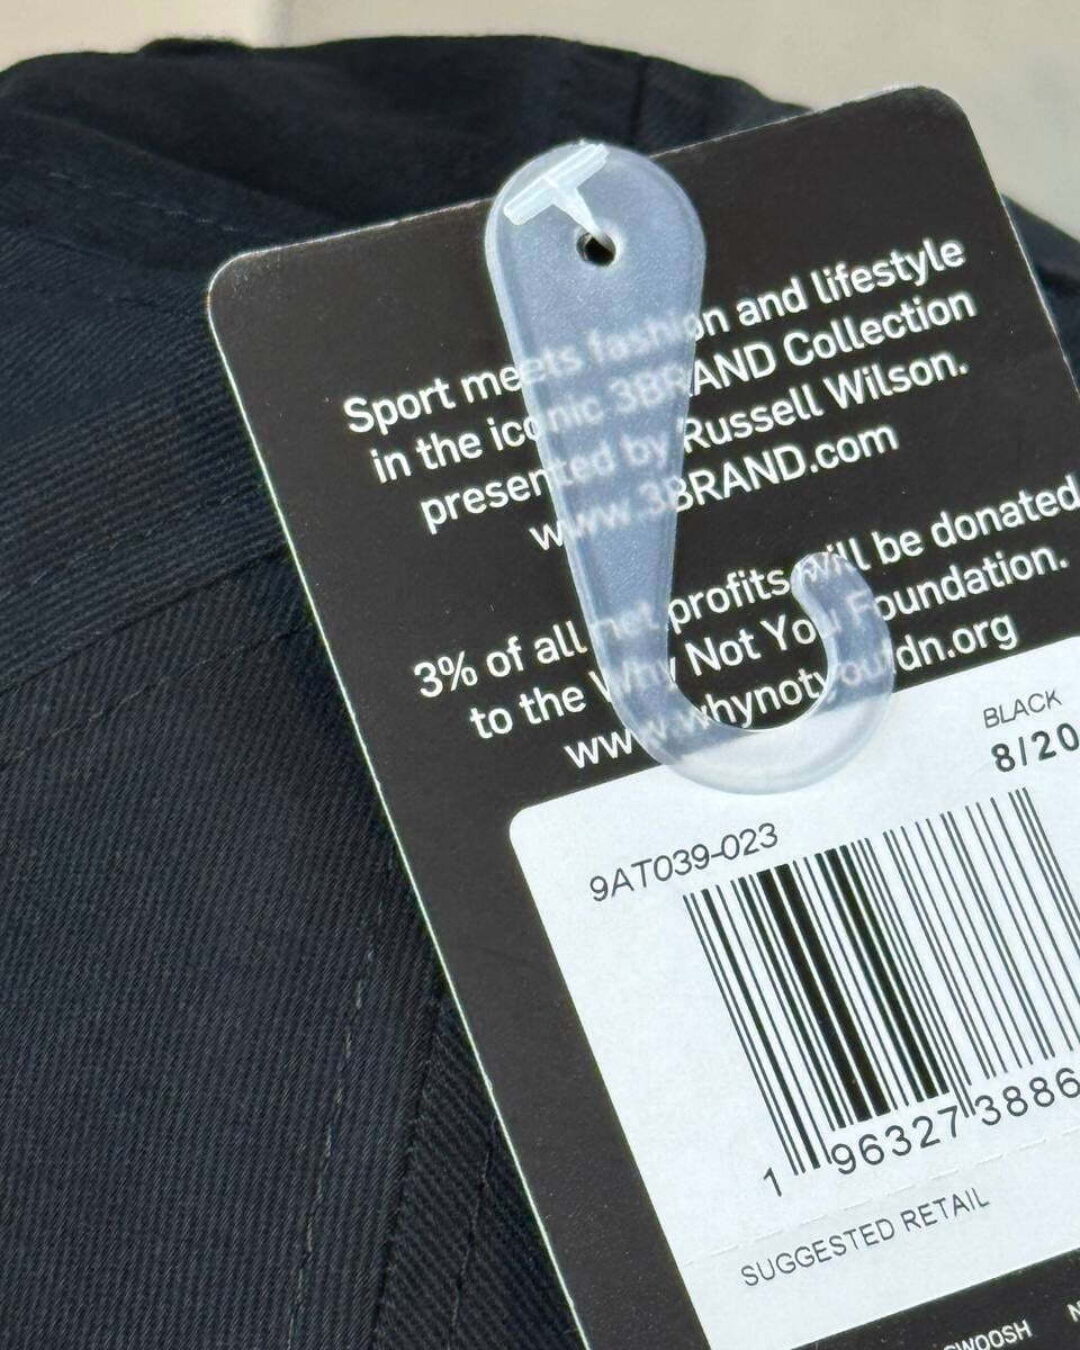 Sport meets fashion and lifestyle
in the iconic 3BRAND Collection
presented by Russell Wilson.
www.3BRAND.com
3% of all net profits will be donated
to the Why Not You Foundation.
www.whynotyoufdn.org
BLACK
8/20
9AT039-023
1 96327 3886
SUGGESTED RETAIL
SWOOSH